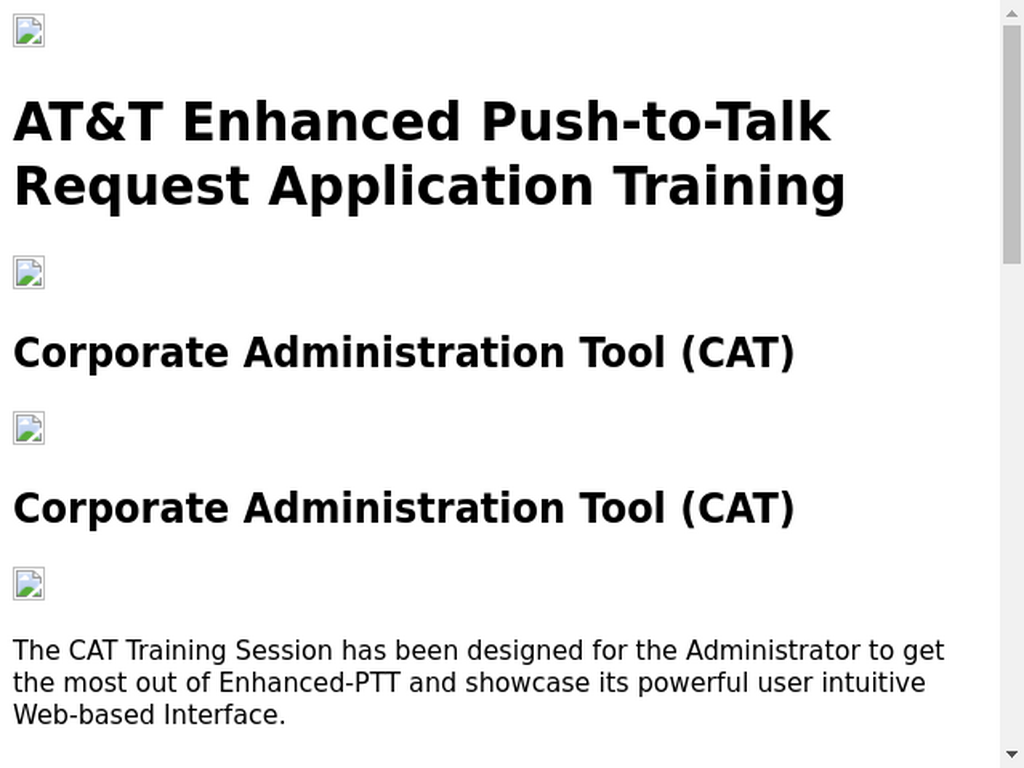 AT&T Enhanced Push-to-Talk
Request Application Training
Corporate Administration Tool (CAT)
Corporate Administration Tool (CAT)
The CAT Training Session has been designed for the Administrator to get
the most out of Enhanced-PTT and showcase its powerful user intuitive
Web-based Interface.